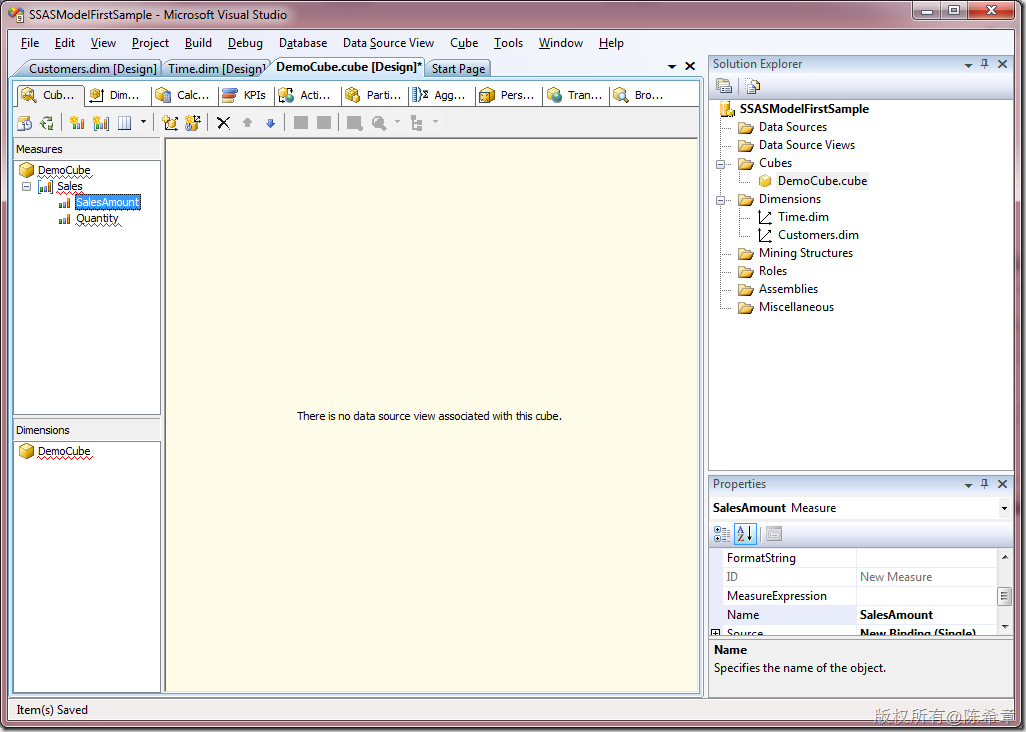 SSASModelFirstSample - Microsoft Visual Studio
File Edit View Project Build Debug Database Data Source View Cube Tools Window Help
Customers.dim [Design] Time.dim [Design] DemoCube.cube [Design]* Start Page
Cub... Dim... Calc... KPIs Acti... Parti... Agg... Pers... Tran... Bro...
Measures
DemoCube
Sales
SalesAmount
Quantity
There is no data source view associated with this cube.
Dimensions
DemoCube
Solution Explorer
SSASModelFirstSample
Data Sources
Data Source Views
Cubes
DemoCube.cube
Dimensions
Time.dim
Customers.dim
Mining Structures
Roles
Assemblies
Miscellaneous
Properties
SalesAmount Measure
FormatString
ID New Measure
MeasureExpression
Name SalesAmount
Source New Binding (Single)
Name
Specifies the name of the object.
Item(s) Saved
版权所有@陈希章